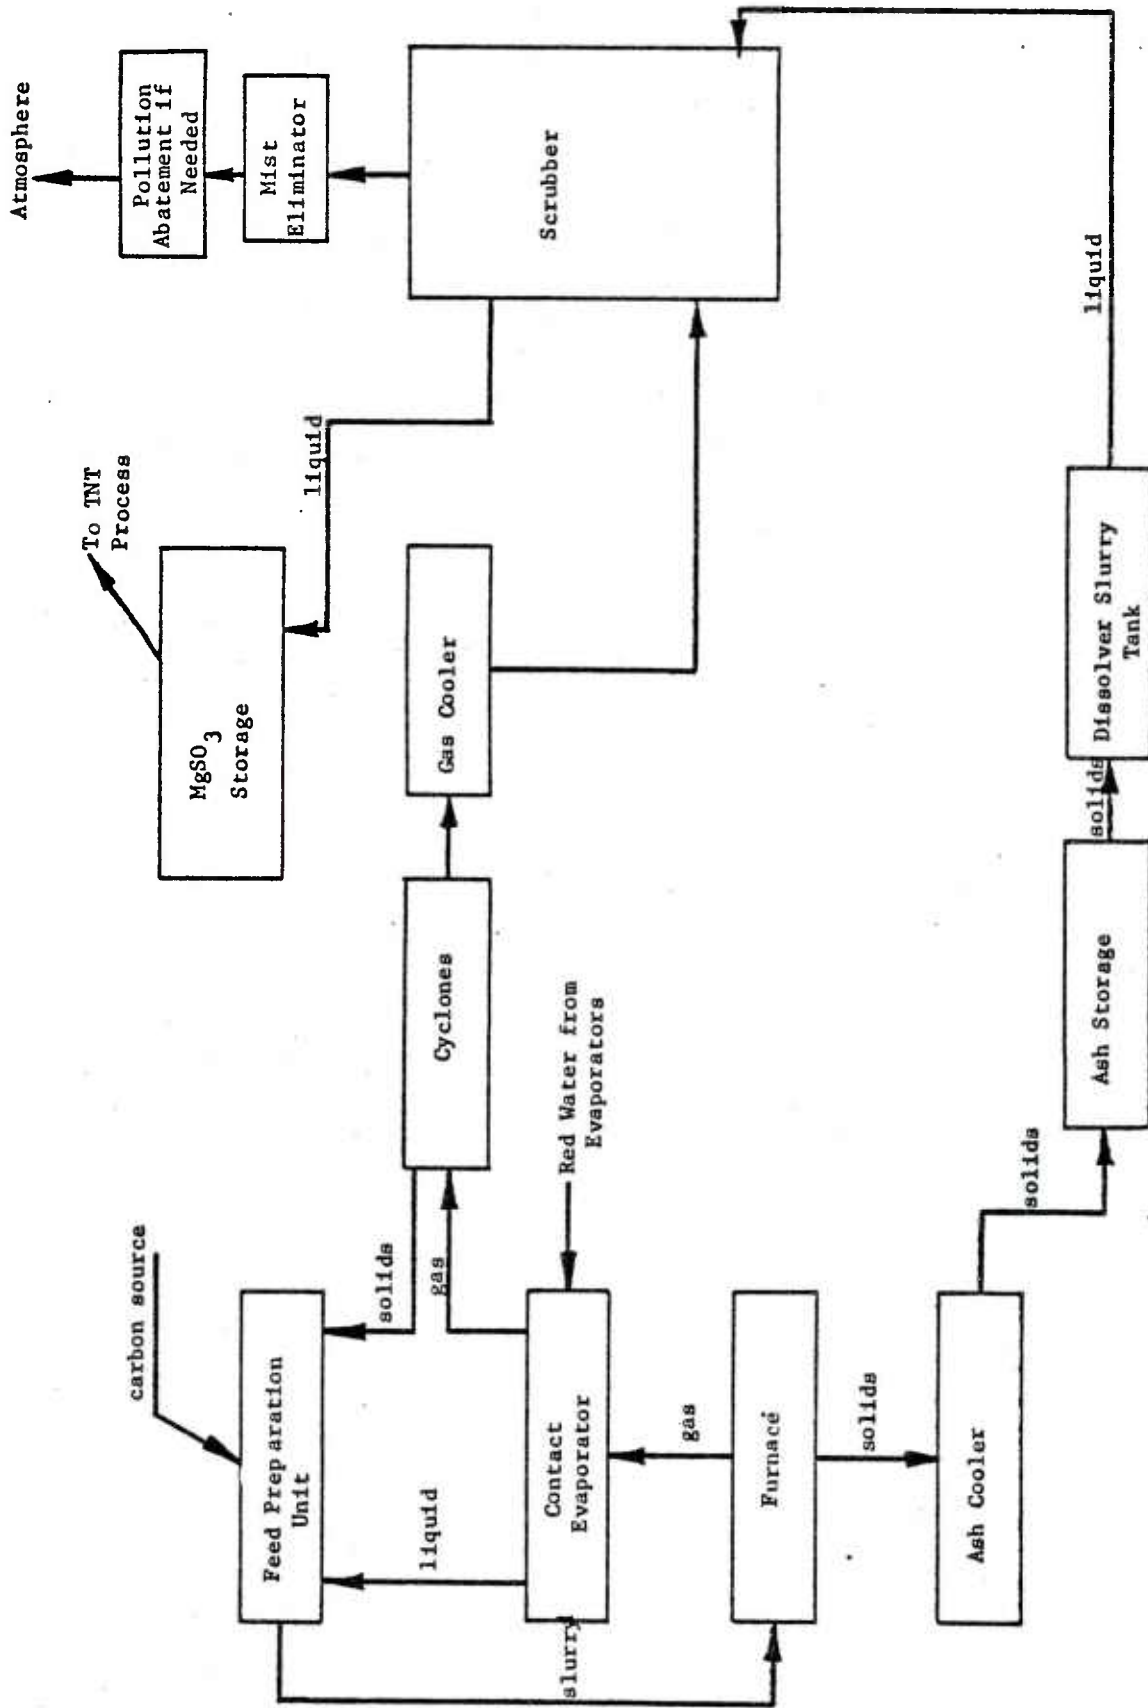 carbon source
Feed Preparation
Unit
solids
gas
liquid
slurry
Contact
Evaporator
Red Water from
Evaporators
gas
Furnace
solids
Ash Cooler
solids
Ash Storage
solids
Dissolver Slurry
Tank
liquid
Cyclones
Gas Cooler
MgSO3
Storage
To TNT
Process
liquid
Scrubber
Mist
Eliminator
Pollution
Abatement if
Needed
Atmosphere